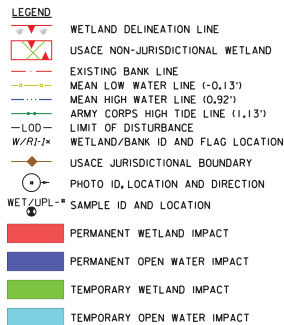 LEGEND
WETLAND DELINEATION LINE
USACE NON-JURISDICTIONAL WETLAND
EXISTING BANK LINE
MEAN LOW WATER LINE (-0.13')
MEAN HIGH WATER LINE (0.92')
ARMY CORPS HIGH TIDE LINE (1.13')
LOD LIMIT OF DISTURBANCE
W/R1-1× WETLAND/BANK ID AND FLAG LOCATION
USACE JURISDICTIONAL BOUNDARY
PHOTO ID, LOCATION AND DIRECTION
WET/UPL-# SAMPLE ID AND LOCATION
PERMANENT WETLAND IMPACT
PERMANENT OPEN WATER IMPACT
TEMPORARY WETLAND IMPACT
TEMPORARY OPEN WATER IMPACT